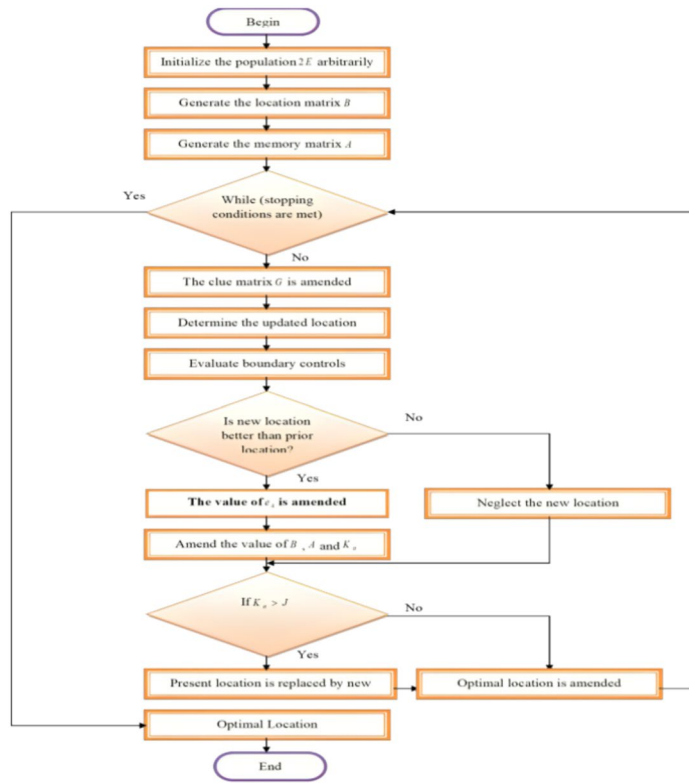 Begin
Initialize the population 2E arbitrarily
Generate the location matrix B
Generate the memory matrix A
Yes
While (stopping
conditions are met)
No
The clue matrix G is amended
Determine the updated location
Evaluate boundary controls
Is new location
better than prior
location?
No
Yes
The value of e is amended
Neglect the new location
Amend the value of B , A and K
If K > J
No
Yes
Present location is replaced by new
Optimal location is amended
Optimal Location
End